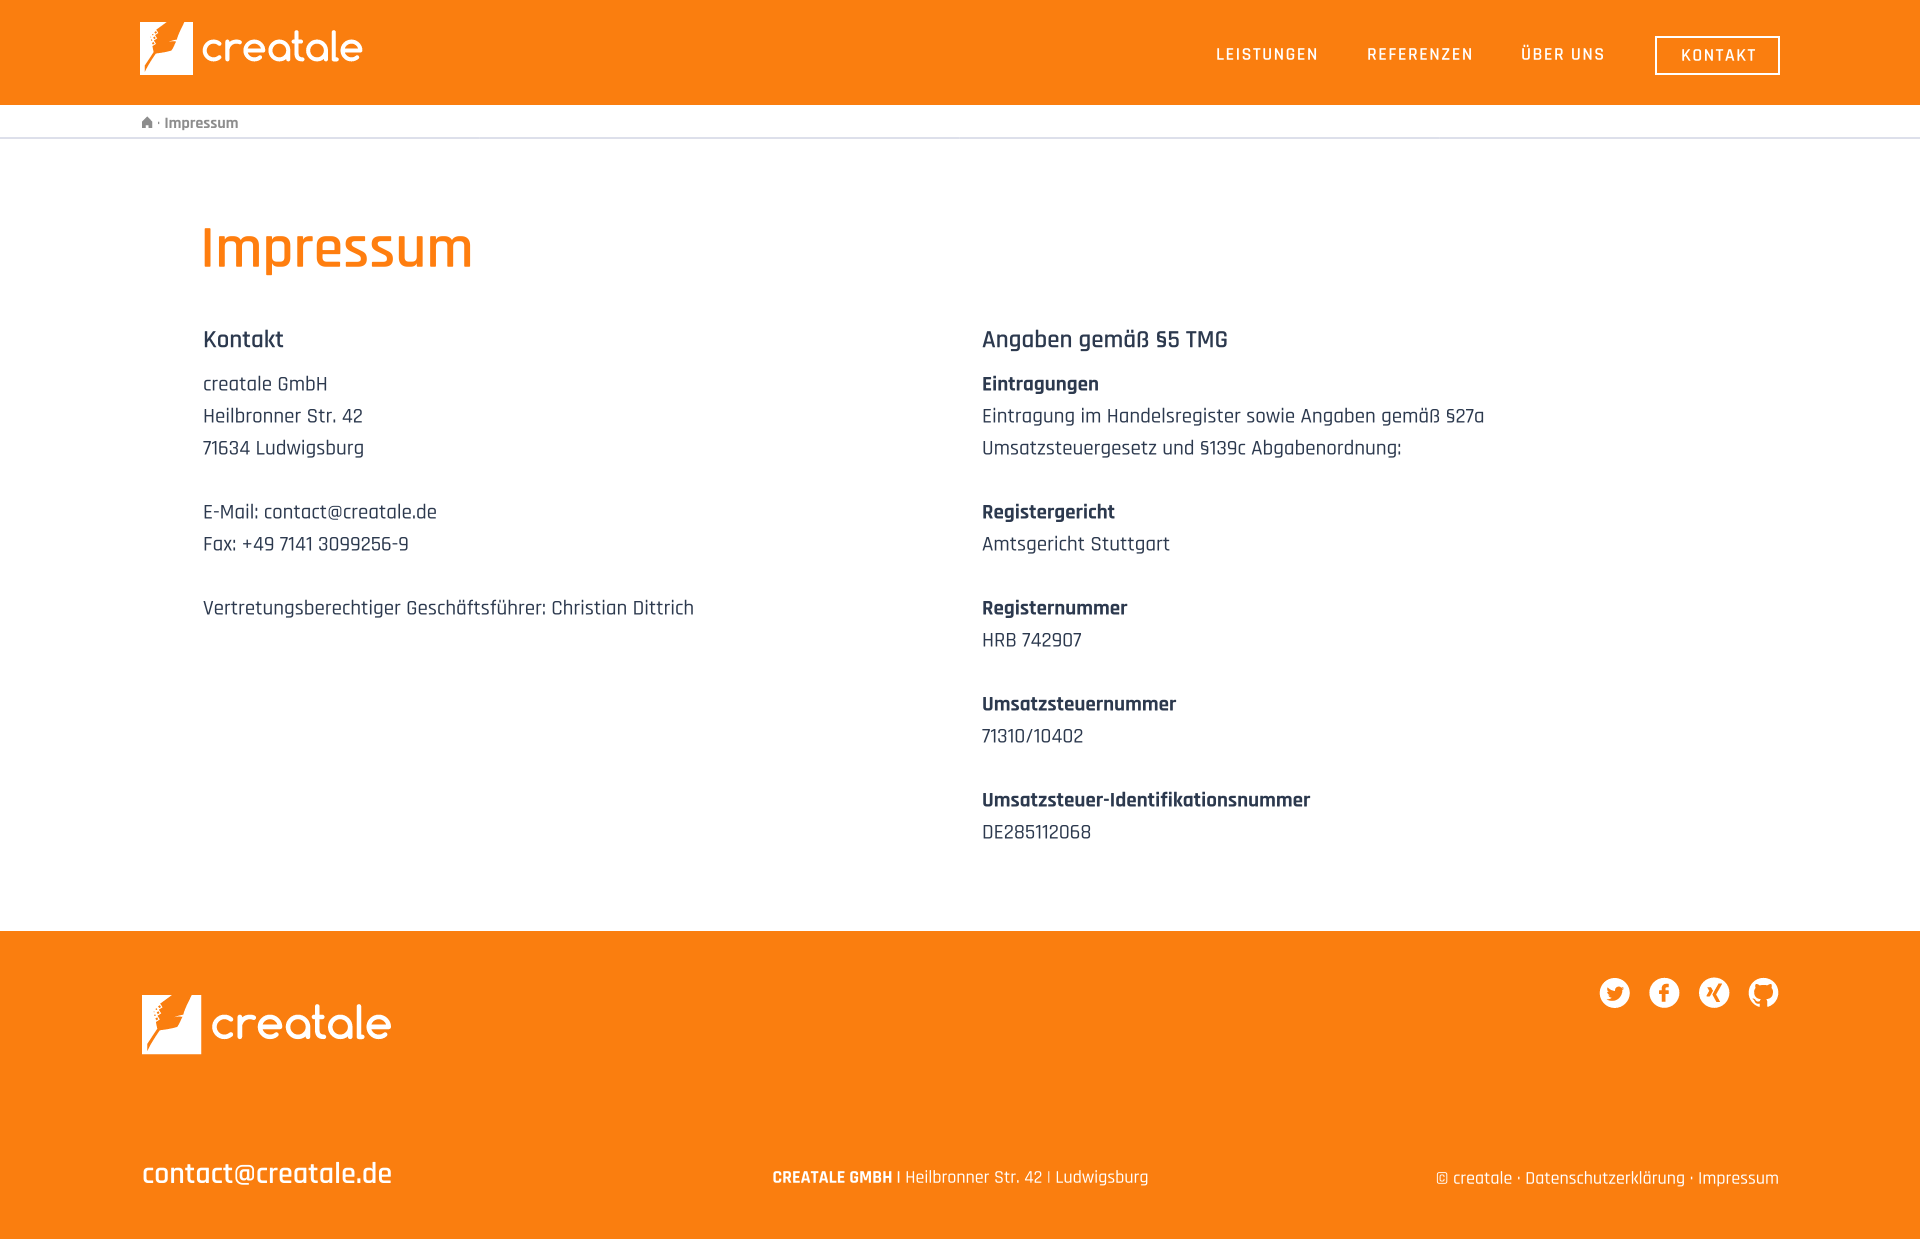 creatale
LEISTUNGEN
REFERENZEN
ÜBER UNS
KONTAKT
· Impressum
Impressum
Kontakt
creatale GmbH
Heilbronner Str. 42
71634 Ludwigsburg
E-Mail: contact@creatale.de
Fax: +49 7141 3099256-9
Vertretungsberechtiger Geschäftsführer: Christian Dittrich
Angaben gemäß §5 TMG
Eintragungen
Eintragung im Handelsregister sowie Angaben gemäß §27a
Umsatzsteuergesetz und §139c Abgabenordnung:
Registergericht
Amtsgericht Stuttgart
Registernummer
HRB 742907
Umsatzsteuernummer
71310/10402
Umsatzsteuer-Identifikationsnummer
DE285112068
creatale
contact@creatale.de
CREATALE GMBH | Heilbronner Str. 42 | Ludwigsburg
© creatale · Datenschutzerklärung · Impressum